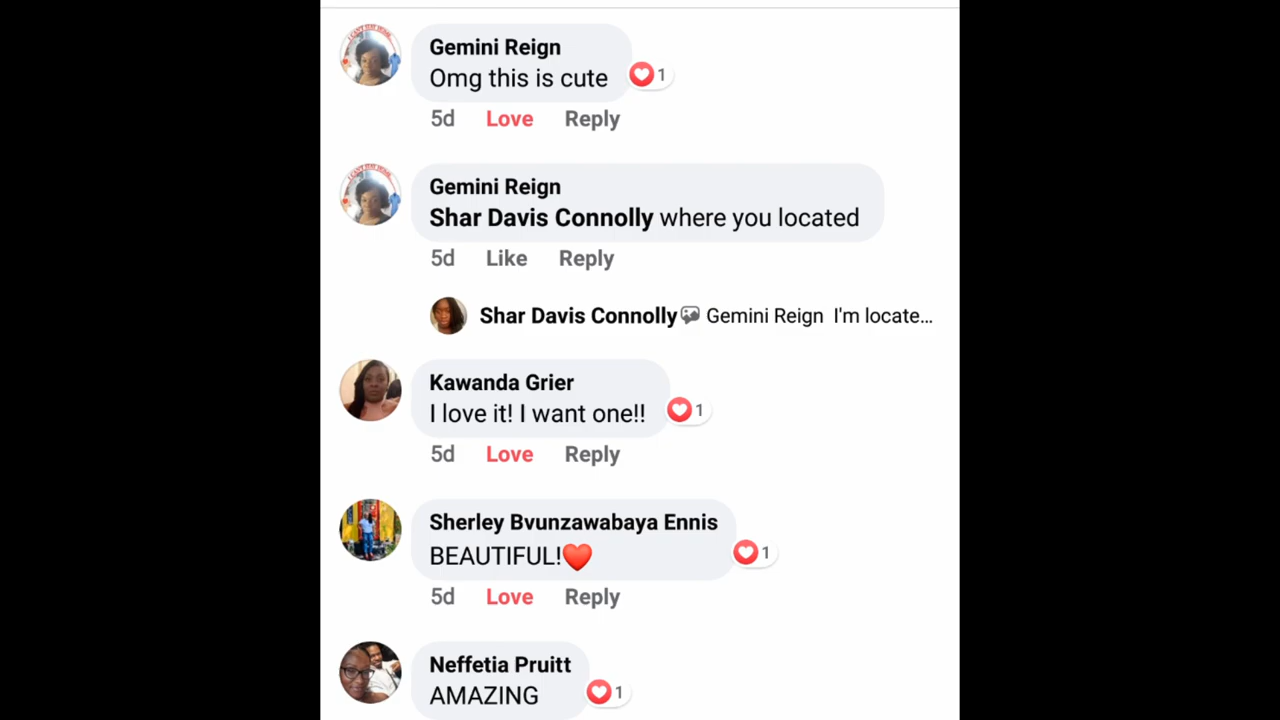 Gemini Reign
Omg this is cute
1
5d Love Reply
Gemini Reign
Shar Davis Connolly where you located
5d Like Reply
Shar Davis Connolly Gemini Reign I'm locate...
Kawanda Grier
I love it! I want one!!
1
5d Love Reply
Sherley Bvunzawabaya Ennis
BEAUTIFUL!❤️
1
5d Love Reply
Neffetia Pruitt
AMAZING
1